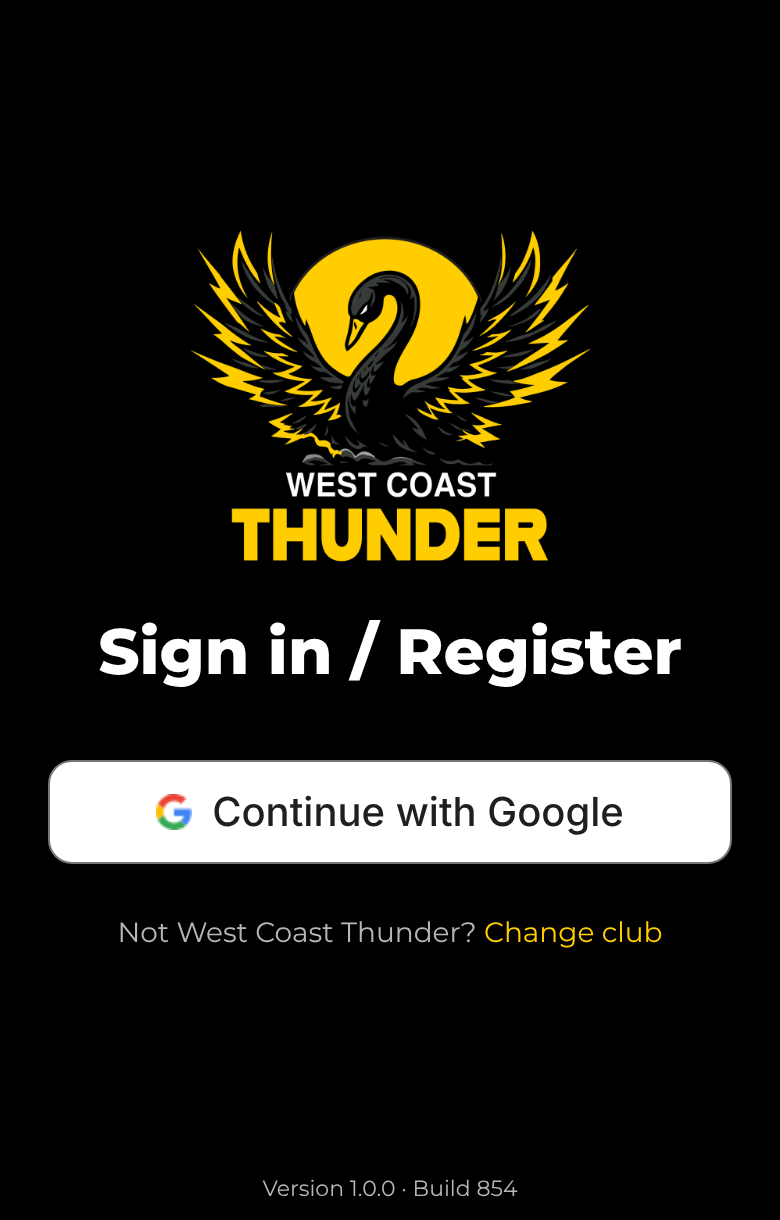 WEST COAST
THUNDER
Sign in / Register
Continue with Google
Not West Coast Thunder? Change club
Version 1.0.0 · Build 854